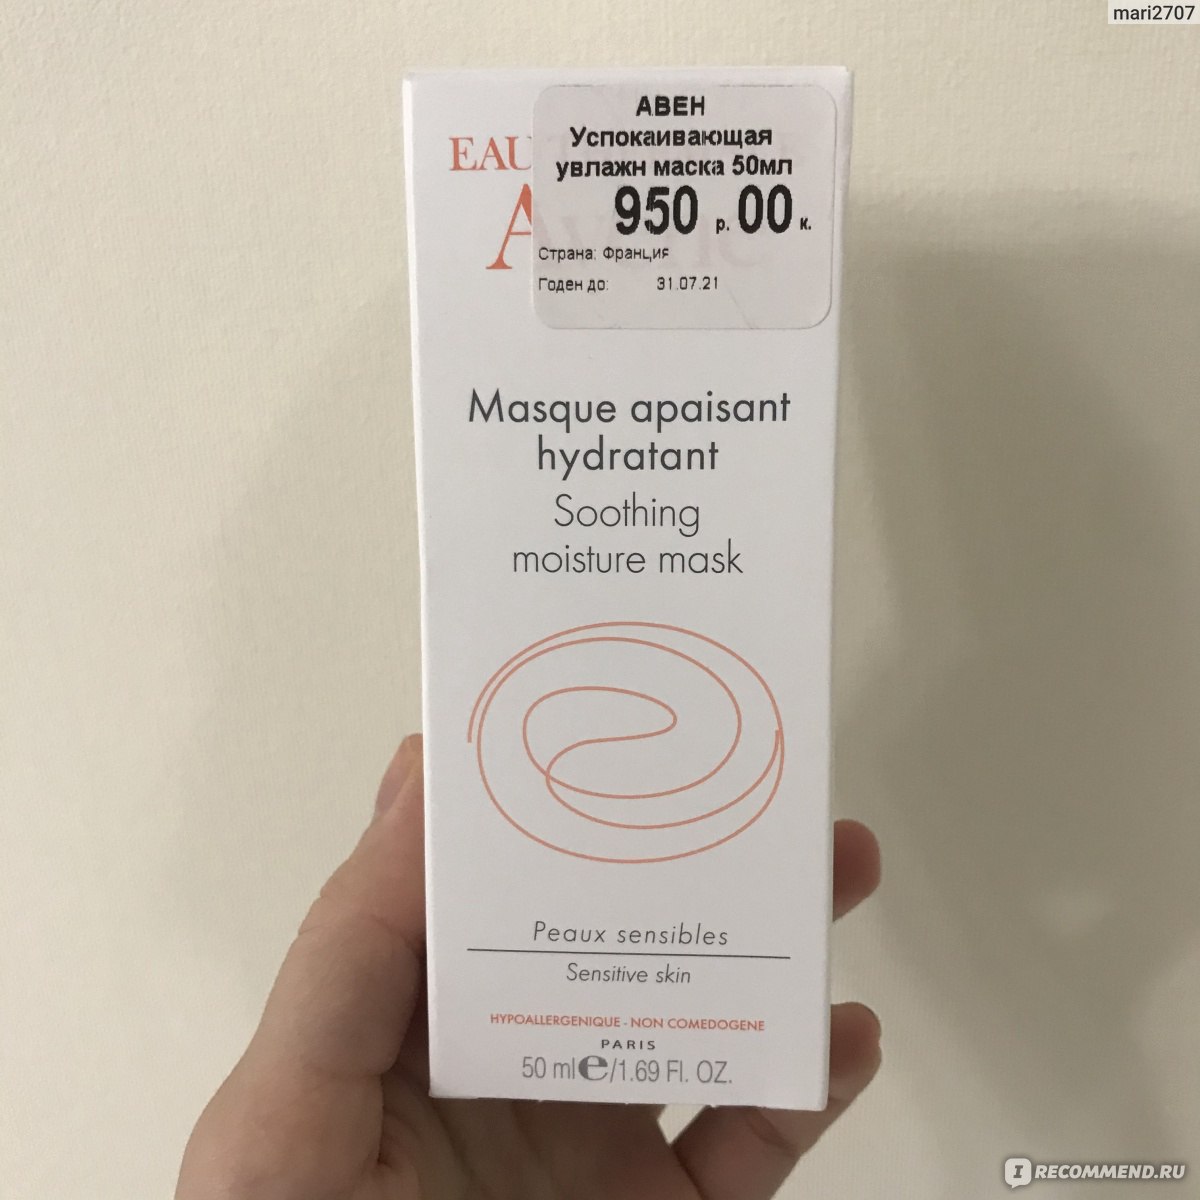 mari2707
АВЕН
Успокаивающая
увлажн маска 50мл
950 р. 00 к.
Страна: Франция
Годен до: 31.07.21
EAU
A
Masque apaisant
hydratant
Soothing
moisture mask
Peaux sensibles
Sensitive skin
HYPOALLERGENIQUE - NON COMEDOGENE
PARIS
50 ml℮/1.69 Fl. OZ.
IRECOMMEND.RU